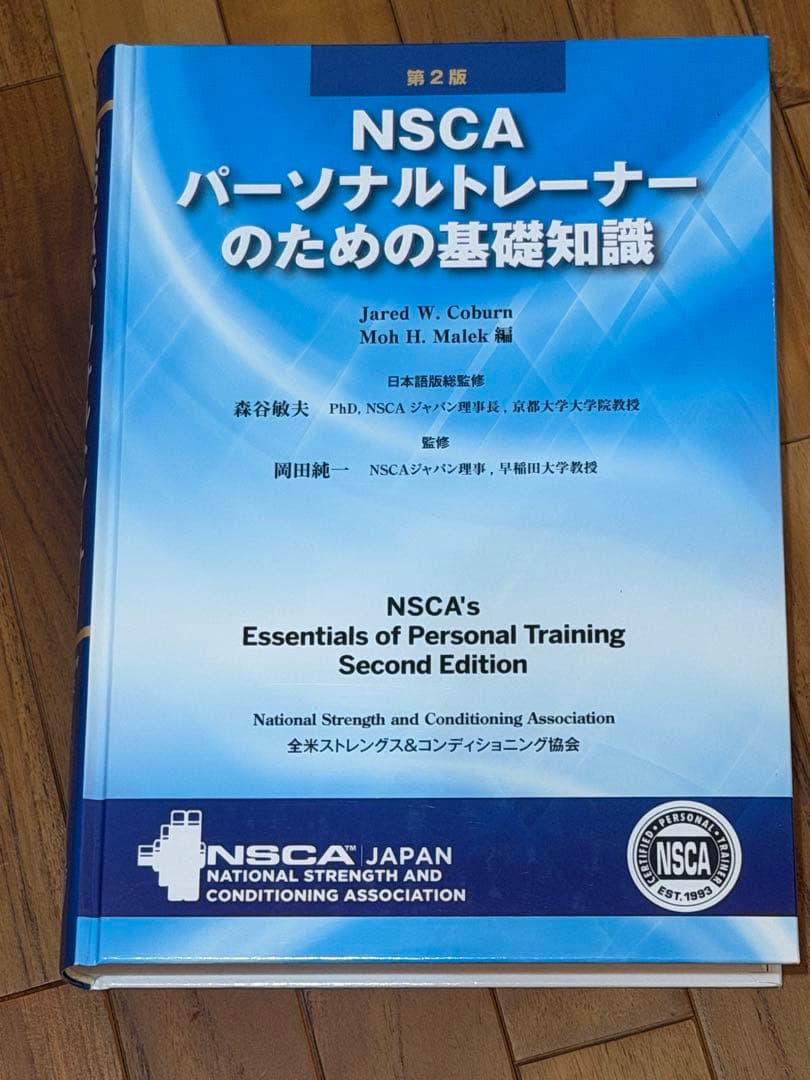 第2版
NSCA
パーソナルトレーナー
のための基礎知識
Jared W. Coburn
Moh H. Malek 編
日本語版総監修
森谷敏夫 PhD, NSCA ジャパン理事長, 京都大学大学院教授
監修
岡田純一 NSCAジャパン理事, 早稲田大学教授
NSCA's
Essentials of Personal Training
Second Edition
National Strength and Conditioning Association
全米ストレングス&コンディショニング協会
NSCA™ JAPAN
NATIONAL STRENGTH AND
CONDITIONING ASSOCIATION
CERTIFIED • PERSONAL • TRAINER
NSCA
EST. 1993